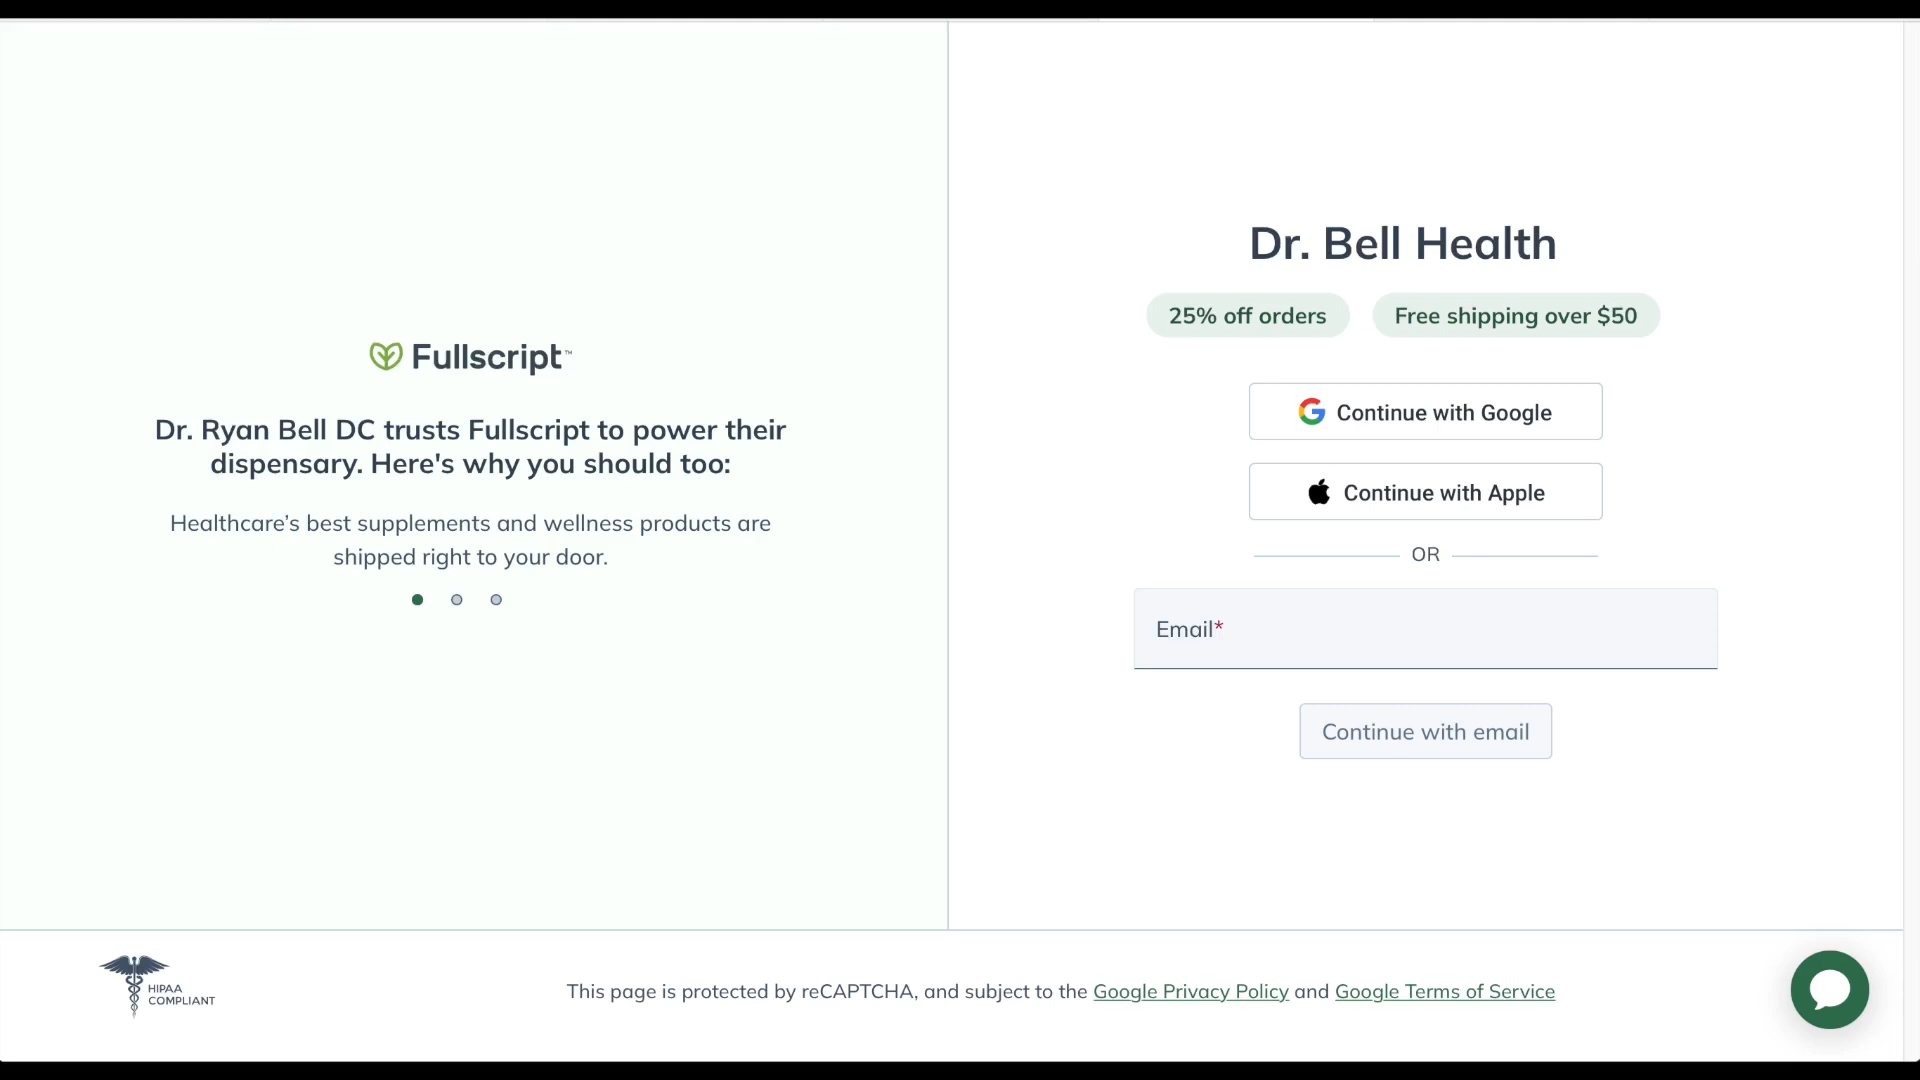 Fullscript™
Dr. Ryan Bell DC trusts Fullscript to power their
dispensary. Here's why you should too:
Healthcare’s best supplements and wellness products are
shipped right to your door.
Dr. Bell Health
25% off orders
Free shipping over $50
Continue with Google
Continue with Apple
OR
Email*
Continue with email
HIPAA
COMPLIANT
This page is protected by reCAPTCHA, and subject to the Google Privacy Policy and Google Terms of Service